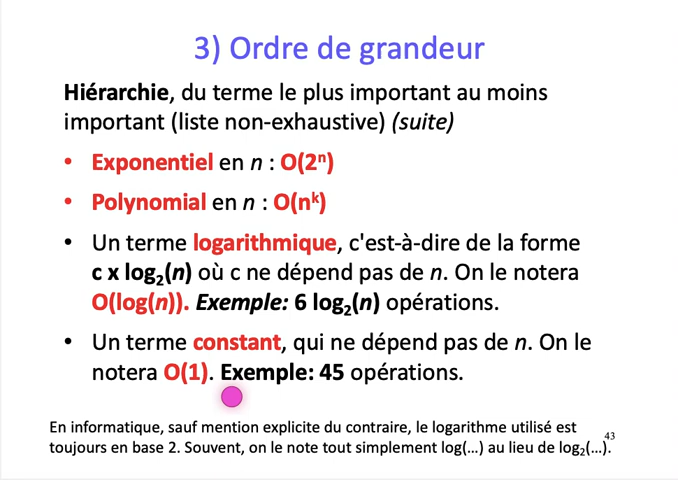 3) Ordre de grandeur
Hiérarchie, du terme le plus important au moins
important (liste non-exhaustive) (suite)
• Exponentiel en n : O(2ⁿ)
• Polynomial en n : O(nᵏ)
• Un terme logarithmique, c'est-à-dire de la forme
c x log₂(n) où c ne dépend pas de n. On le notera
O(log(n)). Exemple: 6 log₂(n) opérations.
• Un terme constant, qui ne dépend pas de n. On le
notera O(1). Exemple: 45 opérations.
En informatique, sauf mention explicite du contraire, le logarithme utilisé est
toujours en base 2. Souvent, on le note tout simplement log(...) au lieu de log₂(...).
43